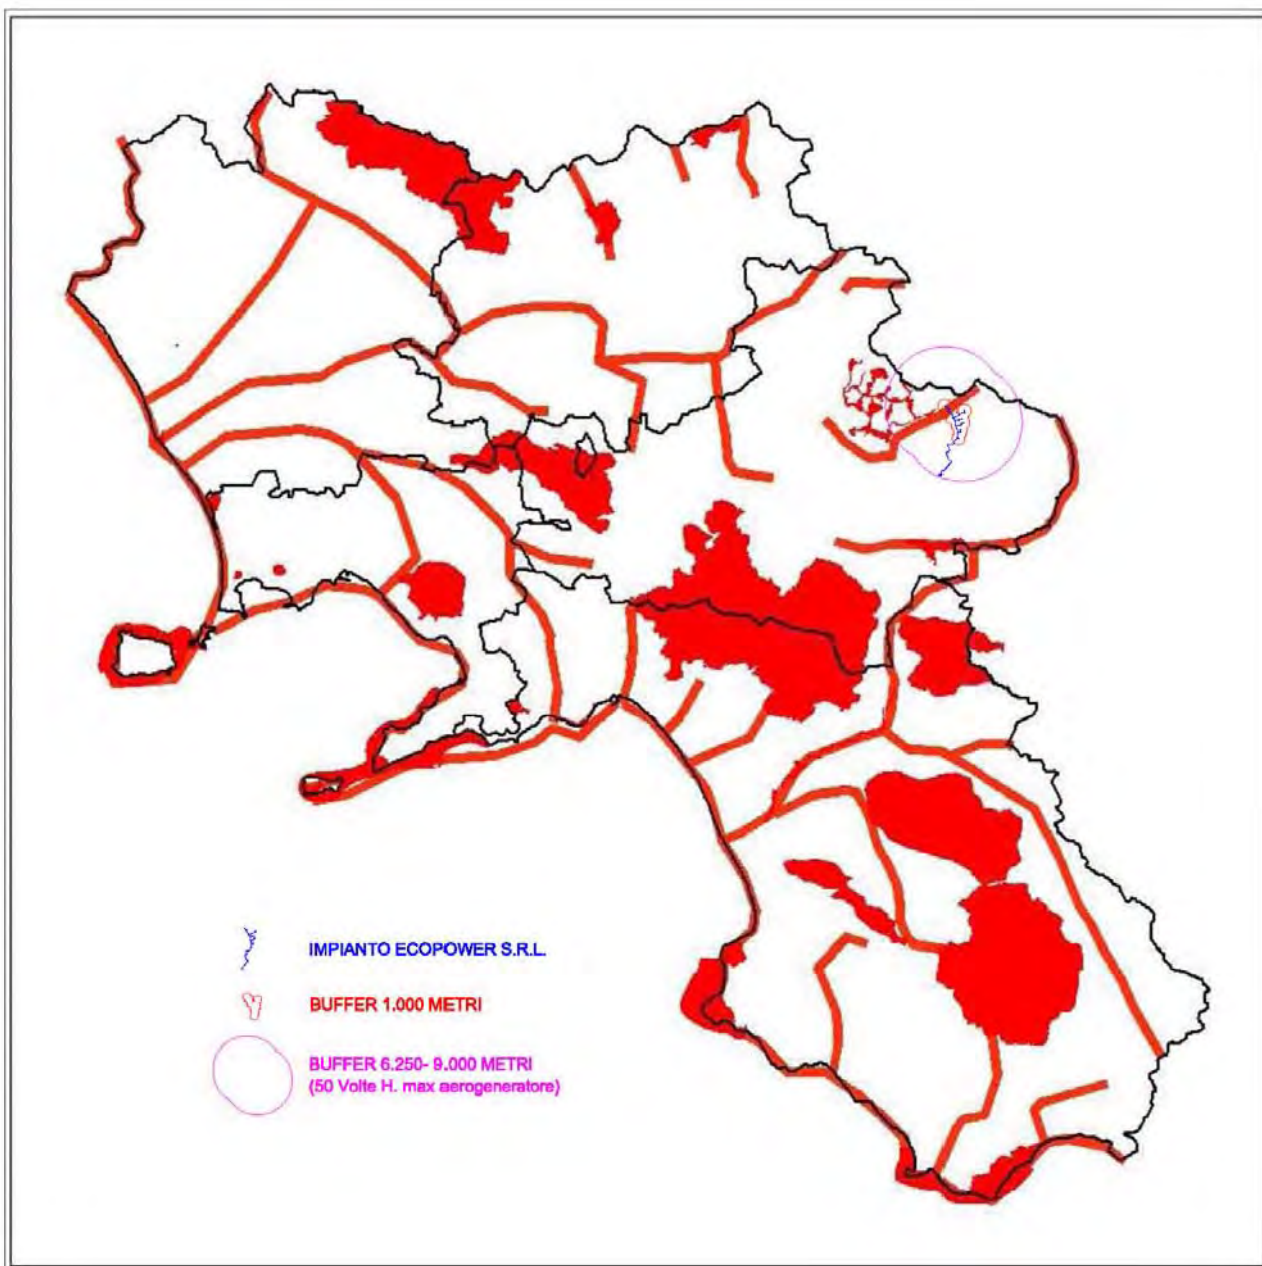 IMPIANTO ECOPOWER S.R.L.
BUFFER 1.000 METRI
BUFFER 6.250- 9.000 METRI
(50 Volte H. max aerogeneratore)